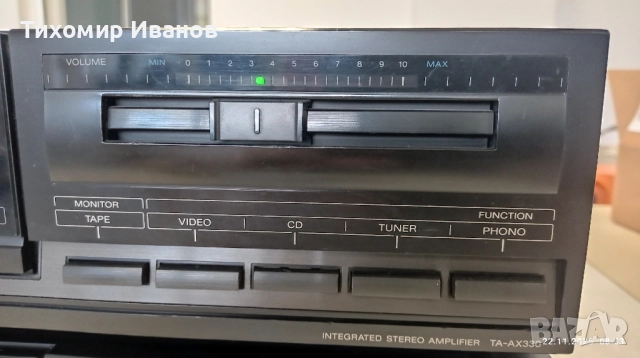 Тихомир Иванов
VOLUME MIN 0 1 2 3 4 5 6 7 8 9 10 MAX
MONITOR FUNCTION
TAPE VIDEO CD TUNER PHONO
INTEGRATED STEREO AMPLIFIER